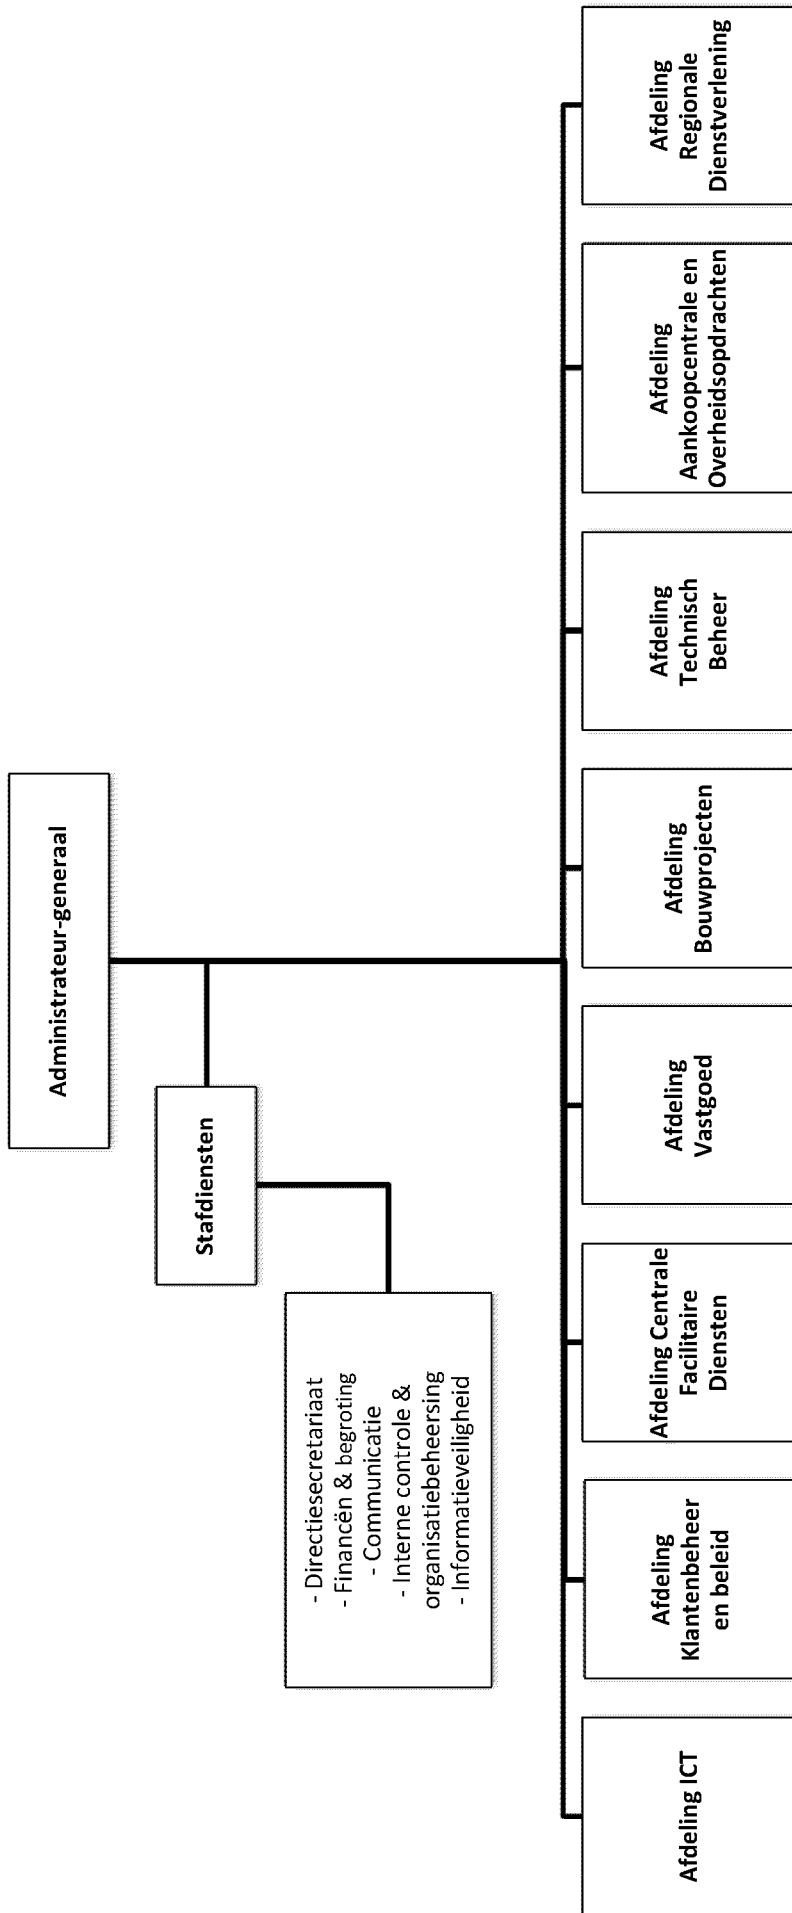 Administrateur-generaal
Stafdiensten
- Directiesecretariaat
- Financën & begroting
- Communicatie
- Interne controle &
organisatiebeheersing
- Informatieveiligheid
Afdeling ICT
Afdeling
Klantenbeheer
en beleid
Afdeling Centrale
Facilitaire
Diensten
Afdeling
Vastgoed
Afdeling
Bouwprojecten
Afdeling
Technisch
Beheer
Afdeling
Aankoopcentrale en
Overheidsopdrachten
Afdeling
Regionale
Dienstverlening